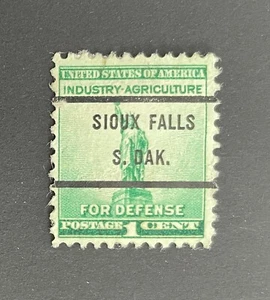 UNITED STATES OF AMERICA
INDUSTRY-AGRICULTURE
SIOUX FALLS
S. DAK.
FOR DEFENSE
POSTAGE 1 CENT